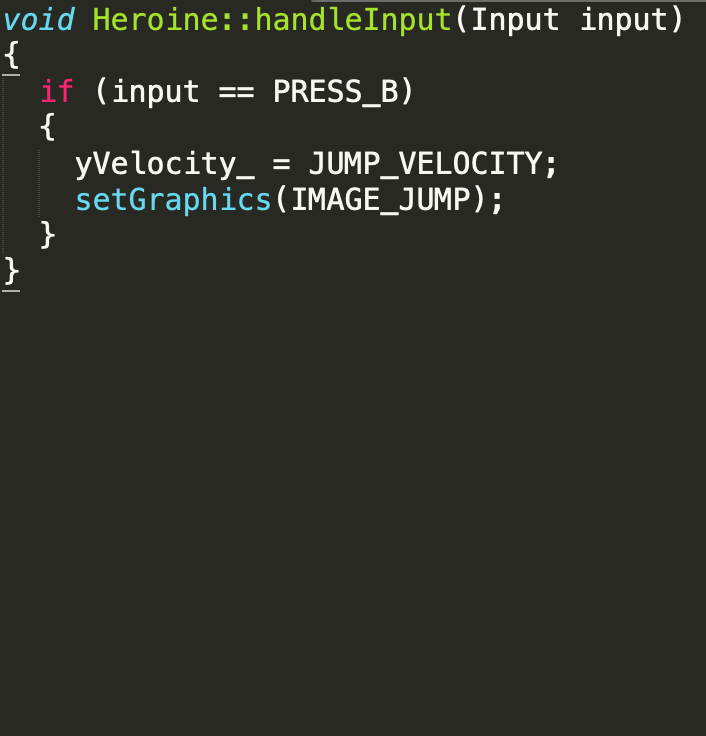 void Heroine::handleInput(Input input)
{
  if (input == PRESS_B)
  {
    yVelocity_ = JUMP_VELOCITY;
    setGraphics(IMAGE_JUMP);
  }
}